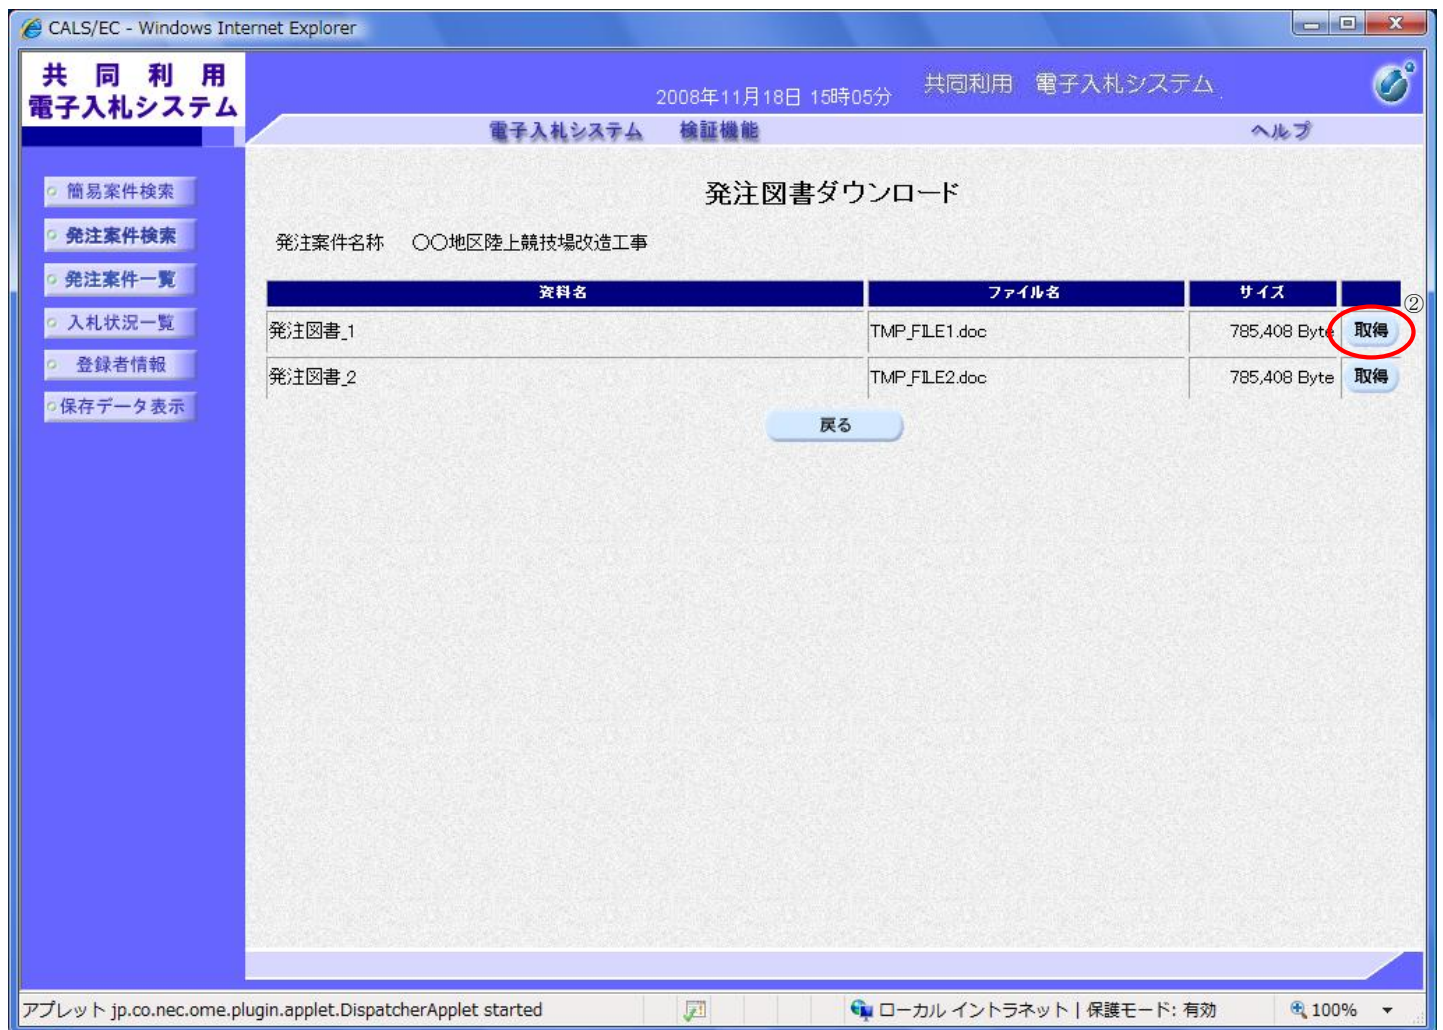 CALS/EC - Windows Internet Explorer
共同利用
電子入札システム
2008年11月18日 15時05分
共同利用 電子入札システム
電子入札システム 検証機能 ヘルプ
簡易案件検索
発注案件検索
発注案件一覧
入札状況一覧
登録者情報
保存データ表示
発注図書ダウンロード
発注案件名称 〇〇地区陸上競技場改造工事
資料名 ファイル名 サイズ
②
発注図書_1 TMP_FILE1.doc 785,408 Byte 取得
発注図書_2 TMP_FILE2.doc 785,408 Byte 取得
戻る
アプレット jp.co.nec.ome.plugin.applet.DispatcherApplet started ローカル イントラネット | 保護モード: 有効 100%